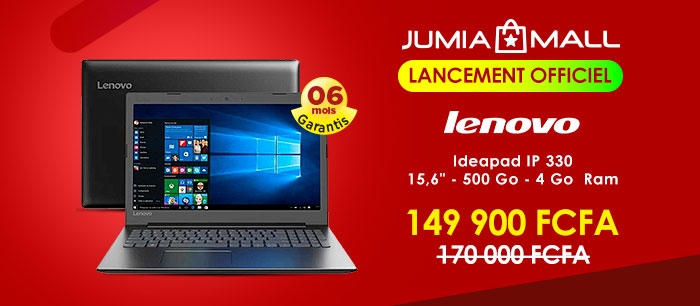 JUMIA MALL
LANCEMENT OFFICIEL
lenovo
Ideapad IP 330
15,6" - 500 Go - 4 Go Ram
149 900 FCFA
170 000 FCFA
06
mois
Garantis
Lenovo
Lenovo